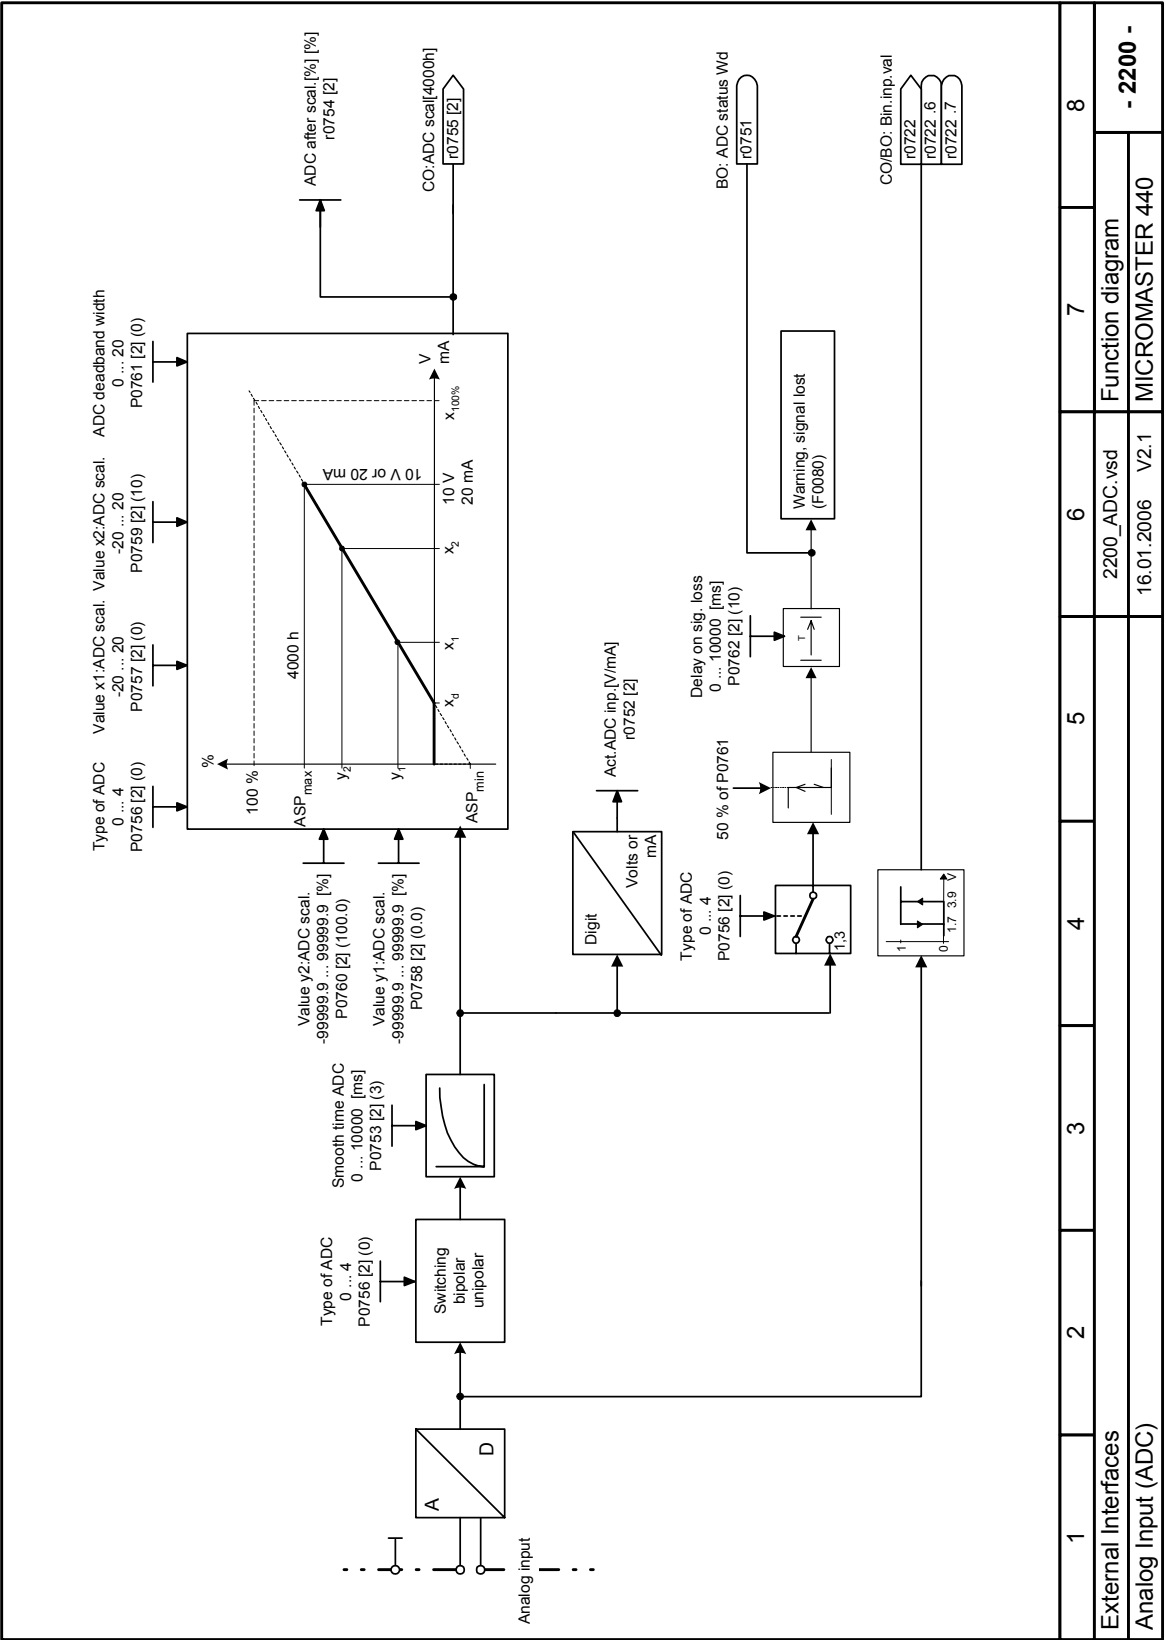 Type of ADC
0 ... 4
P0756 [2] (0)
Value x1:ADC scal.
-20 ... 20
P0757 [2] (0)
Value x2:ADC scal.
-20 ... 20
P0759 [2] (10)
ADC deadband width
0 ... 20
P0761 [2] (0)
ADC after scal.[%] [%]
r0754 [2]
CO:ADC scal[4000h]
r0755 [2]
Value y2:ADC scal.
-99999.9 ... 99999.9 [%]
P0760 [2] (100.0)
Value y1:ADC scal.
-99999.9 ... 99999.9 [%]
P0758 [2] (0.0)
%
100 %
ASPmax
y2
y1
ASPmin
4000 h
10 V or 20 mA
xd
x1
x2
10 V
20 mA
x100%
V
mA
Smooth time ADC
0 ... 10000 [ms]
P0753 [2] (3)
Type of ADC
0 ... 4
P0756 [2] (0)
Switching
bipolar
unipolar
A
D
Analog input
Digit
Volts or
mA
Act.ADC inp.[V/mA]
r0752 [2]
Type of ADC
0 ... 4
P0756 [2] (0)
1,3
50 % of P0761
Delay on sig. loss
0 ... 10000 [ms]
P0762 [2] (10)
T
Warning, signal lost
(F0080)
BO: ADC status Wd
r0751
1
0
1.7 3.9 V
CO/BO: Bin.inp.val
r0722
r0722 .6
r0722 .7
1 2 3 4 5 6 7 8
External Interfaces
2200_ADC.vsd
Function diagram
- 2200 -
Analog Input (ADC)
16.01.2006 V2.1
MICROMASTER 440